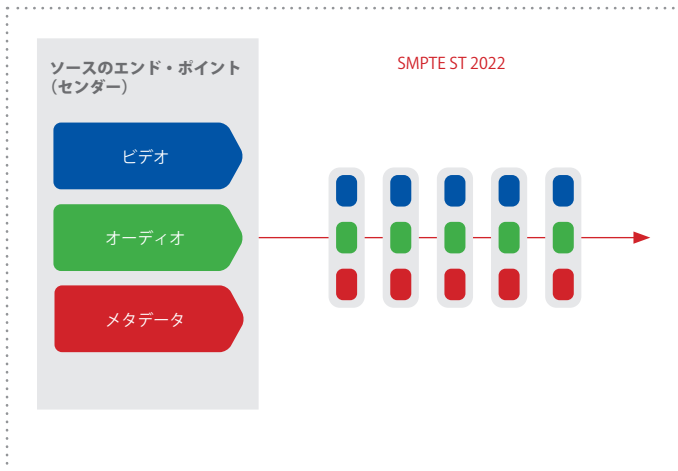 ソースのエンド・ポイント
（センダー）
SMPTE ST 2022
ビデオ
オーディオ
メタデータ